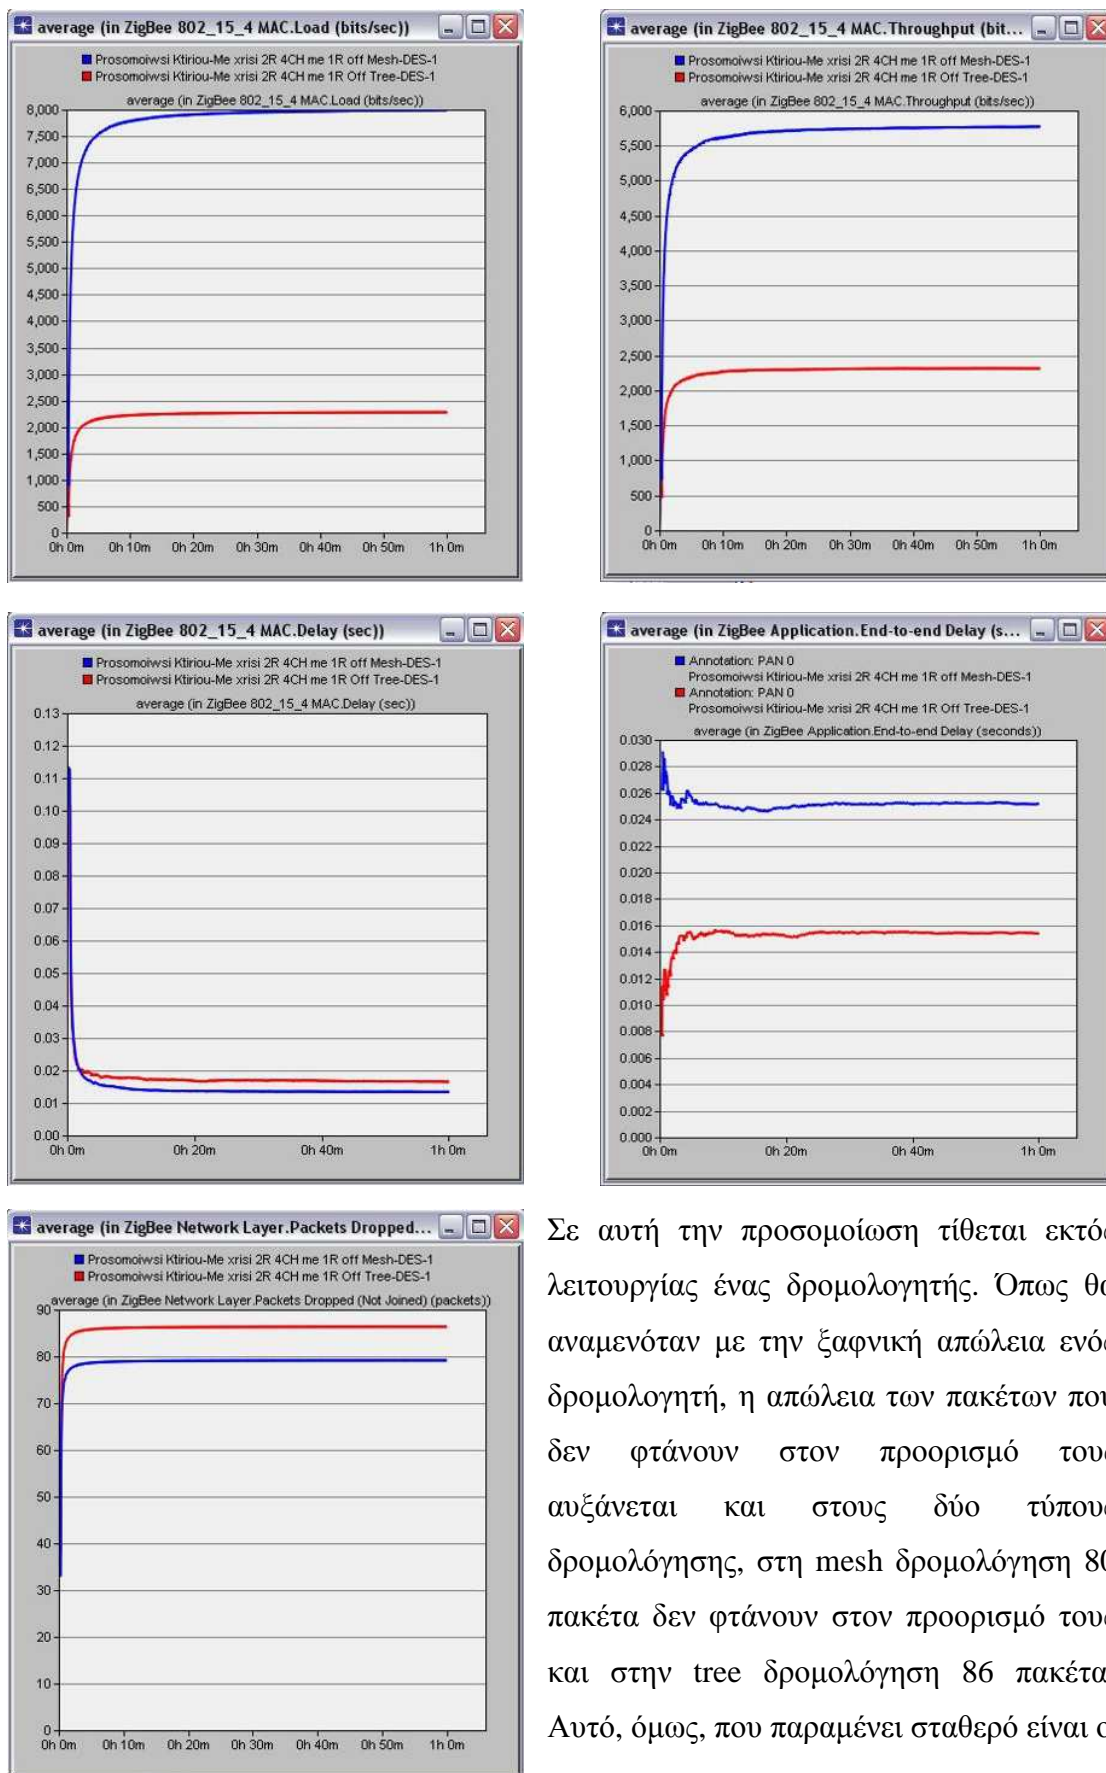 average (in ZigBee 802_15_4 MAC.Load (bits/sec))
Prosomoiwsi Ktiriou-Me xrisi 2R 4CH me 1R off Mesh-DES-1
Prosomoiwsi Ktiriou-Me xrisi 2R 4CH me 1R Off Tree-DES-1
average (in ZigBee 802_15_4 MAC.Load (bits/sec))
8,000
7,500
7,000
6,500
6,000
5,500
5,000
4,500
4,000
3,500
3,000
2,500
2,000
1,500
1,000
500
0
0h 0m 0h 10m 0h 20m 0h 30m 0h 40m 0h 50m 1h 0m
average (in ZigBee 802_15_4 MAC.Throughput (bit...
Prosomoiwsi Ktiriou-Me xrisi 2R 4CH me 1R off Mesh-DES-1
Prosomoiwsi Ktiriou-Me xrisi 2R 4CH me 1R Off Tree-DES-1
average (in ZigBee 802_15_4 MAC.Throughput (bits/sec))
6,000
5,500
5,000
4,500
4,000
3,500
3,000
2,500
2,000
1,500
1,000
500
0
0h 0m 0h 10m 0h 20m 0h 30m 0h 40m 0h 50m 1h 0m
average (in ZigBee 802_15_4 MAC.Delay (sec))
Prosomoiwsi Ktiriou-Me xrisi 2R 4CH me 1R off Mesh-DES-1
Prosomoiwsi Ktiriou-Me xrisi 2R 4CH me 1R Off Tree-DES-1
average (in ZigBee 802_15_4 MAC.Delay (sec))
0.13
0.12
0.11
0.10
0.09
0.08
0.07
0.06
0.05
0.04
0.03
0.02
0.01
0.00
0h 0m 0h 20m 0h 40m 1h 0m
average (in ZigBee Application.End-to-end Delay (s...
Annotation: PAN 0
Prosomoiwsi Ktiriou-Me xrisi 2R 4CH me 1R off Mesh-DES-1
Annotation: PAN 0
Prosomoiwsi Ktiriou-Me xrisi 2R 4CH me 1R Off Tree-DES-1
average (in ZigBee Application.End-to-end Delay (seconds))
0.030
0.028
0.026
0.024
0.022
0.020
0.018
0.016
0.014
0.012
0.010
0.008
0.006
0.004
0.002
0.000
0h 0m 0h 20m 0h 40m 1h 0m
average (in ZigBee Network Layer.Packets Dropped...
Prosomoiwsi Ktiriou-Me xrisi 2R 4CH me 1R off Mesh-DES-1
Prosomoiwsi Ktiriou-Me xrisi 2R 4CH me 1R Off Tree-DES-1
average (in ZigBee Network Layer.Packets Dropped (Not Joined) (packets))
90
80
70
60
50
40
30
20
10
0
0h 0m 0h 10m 0h 20m 0h 30m 0h 40m 0h 50m 1h 0m
Σε αυτή την προσομοίωση τίθεται εκτός
λειτουργίας ένας δρομολογητής. Όπως θα
αναμενόταν με την ξαφνική απώλεια ενός
δρομολογητή, η απώλεια των πακέτων που
δεν φτάνουν στον προορισμό τους
αυξάνεται και στους δύο τύπους
δρομολόγησης, στη mesh δρομολόγηση 80
πακέτα δεν φτάνουν στον προορισμό τους
και στην tree δρομολόγηση 86 πακέτα.
Αυτό, όμως, που παραμένει σταθερό είναι ο